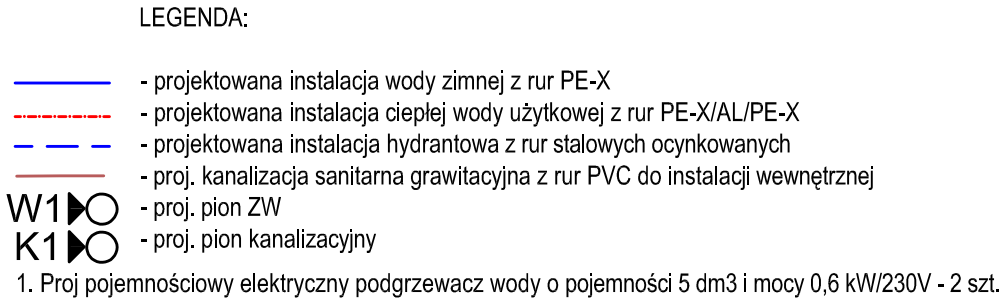 LEGENDA:
- projektowana instalacja wody zimnej z rur PE-X
- projektowana instalacja ciepłej wody użytkowej z rur PE-X/AL/PE-X
- projektowana instalacja hydrantowa z rur stalowych ocynkowanych
- proj. kanalizacja sanitarna grawitacyjna z rur PVC do instalacji wewnętrznej
W1 - proj. pion ZW
K1 - proj. pion kanalizacyjny
1. Proj pojemnościowy elektryczny podgrzewacz wody o pojemności 5 dm3 i mocy 0,6 kW/230V - 2 szt.